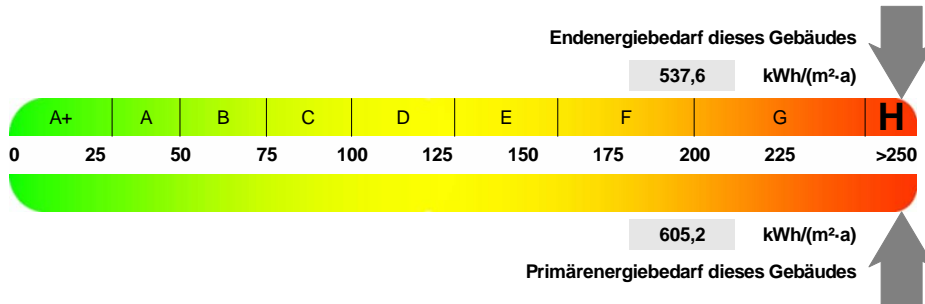 Endenergiebedarf dieses Gebäudes
537,6 kWh/(m²·a)
A+ A B C D E F G H
0 25 50 75 100 125 150 175 200 225 >250
605,2 kWh/(m²·a)
Primärenergiebedarf dieses Gebäudes